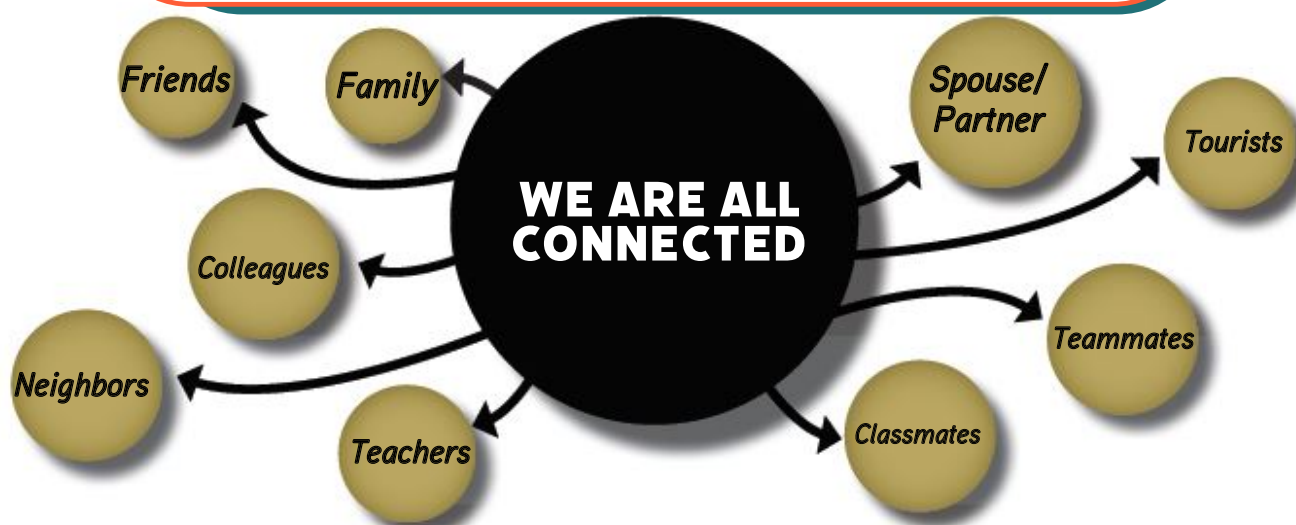 Friends
Family
Spouse/
Partner
Tourists
WE ARE ALL
CONNECTED
Colleagues
Teammates
Neighbors
Teachers
Classmates